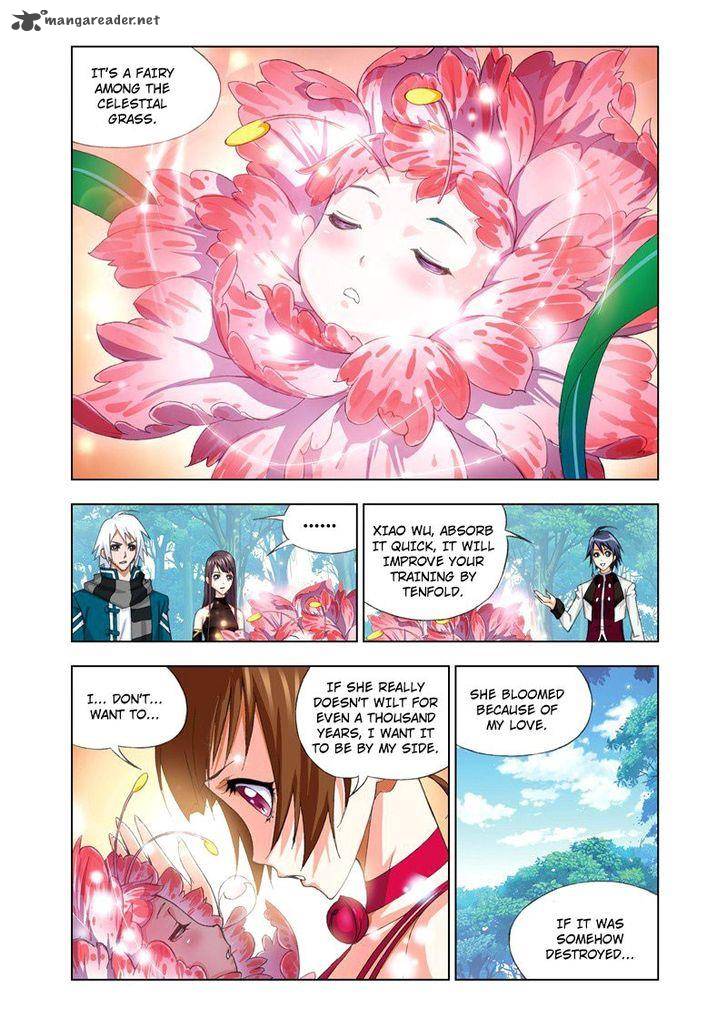 mangareader.net
IT'S A FAIRY
AMONG THE
CELESTIAL
GRASS.
••••••
XIAO WU, ABSORB
IT QUICK, IT WILL
IMPROVE YOUR
TRAINING BY
TENFOLD.
I... DON'T...
WANT TO...
IF SHE REALLY
DOESN'T WILT FOR
EVEN A THOUSAND
YEARS, I WANT IT
TO BE BY MY SIDE.
SHE BLOOMED
BECAUSE OF
MY LOVE.
IF IT WAS
SOMEHOW
DESTROYED...